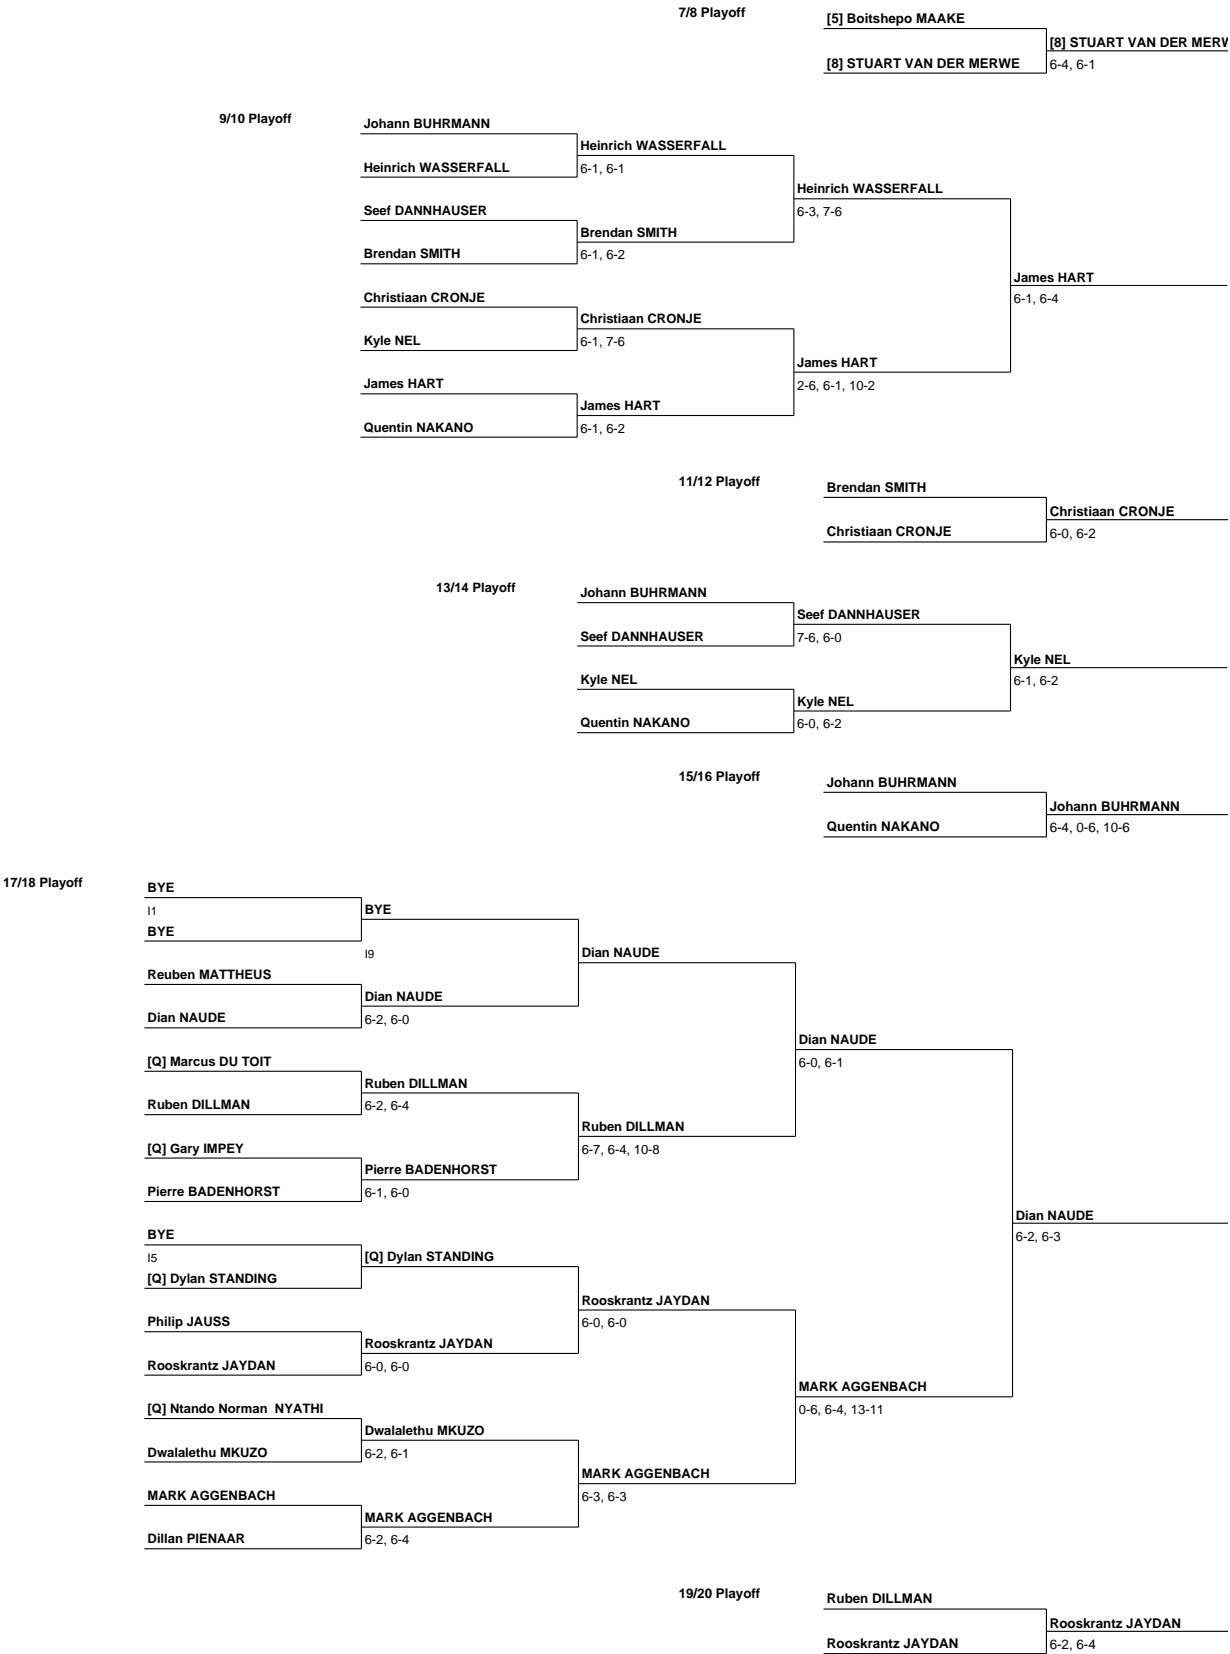 7/8 Playoff
[5] Boitshepo MAAKE
[8] STUART VAN DER MERW
[8] STUART VAN DER MERWE
6-4, 6-1
9/10 Playoff
Johann BUHRMANN
Heinrich WASSERFALL
Heinrich WASSERFALL
6-1, 6-1
Heinrich WASSERFALL
Seef DANNHAUSER
6-3, 7-6
Brendan SMITH
Brendan SMITH
6-1, 6-2
James HART
Christiaan CRONJE
6-1, 6-4
Christiaan CRONJE
Kyle NEL
6-1, 7-6
James HART
James HART
2-6, 6-1, 10-2
James HART
Quentin NAKANO
6-1, 6-2
11/12 Playoff
Brendan SMITH
Christiaan CRONJE
Christiaan CRONJE
6-0, 6-2
13/14 Playoff
Johann BUHRMANN
Seef DANNHAUSER
Seef DANNHAUSER
7-6, 6-0
Kyle NEL
Kyle NEL
6-1, 6-2
Kyle NEL
Quentin NAKANO
6-0, 6-2
15/16 Playoff
Johann BUHRMANN
Johann BUHRMANN
Quentin NAKANO
6-4, 0-6, 10-6
17/18 Playoff
BYE
I1
BYE
BYE
I9
Dian NAUDE
Reuben MATTHEUS
Dian NAUDE
Dian NAUDE
6-2, 6-0
Dian NAUDE
[Q] Marcus DU TOIT
6-0, 6-1
Ruben DILLMAN
Ruben DILLMAN
6-2, 6-4
Ruben DILLMAN
[Q] Gary IMPEY
6-7, 6-4, 10-8
Pierre BADENHORST
Pierre BADENHORST
6-1, 6-0
Dian NAUDE
BYE
6-2, 6-3
I5
[Q] Dylan STANDING
[Q] Dylan STANDING
Rooskrantz JAYDAN
Philip JAUSS
6-0, 6-0
Rooskrantz JAYDAN
Rooskrantz JAYDAN
6-0, 6-0
MARK AGGENBACH
[Q] Ntando Norman NYATHI
0-6, 6-4, 13-11
Dwalalethu MKUZO
Dwalalethu MKUZO
6-2, 6-1
MARK AGGENBACH
MARK AGGENBACH
6-3, 6-3
MARK AGGENBACH
Dillan PIENAAR
6-2, 6-4
19/20 Playoff
Ruben DILLMAN
Rooskrantz JAYDAN
Rooskrantz JAYDAN
6-2, 6-4